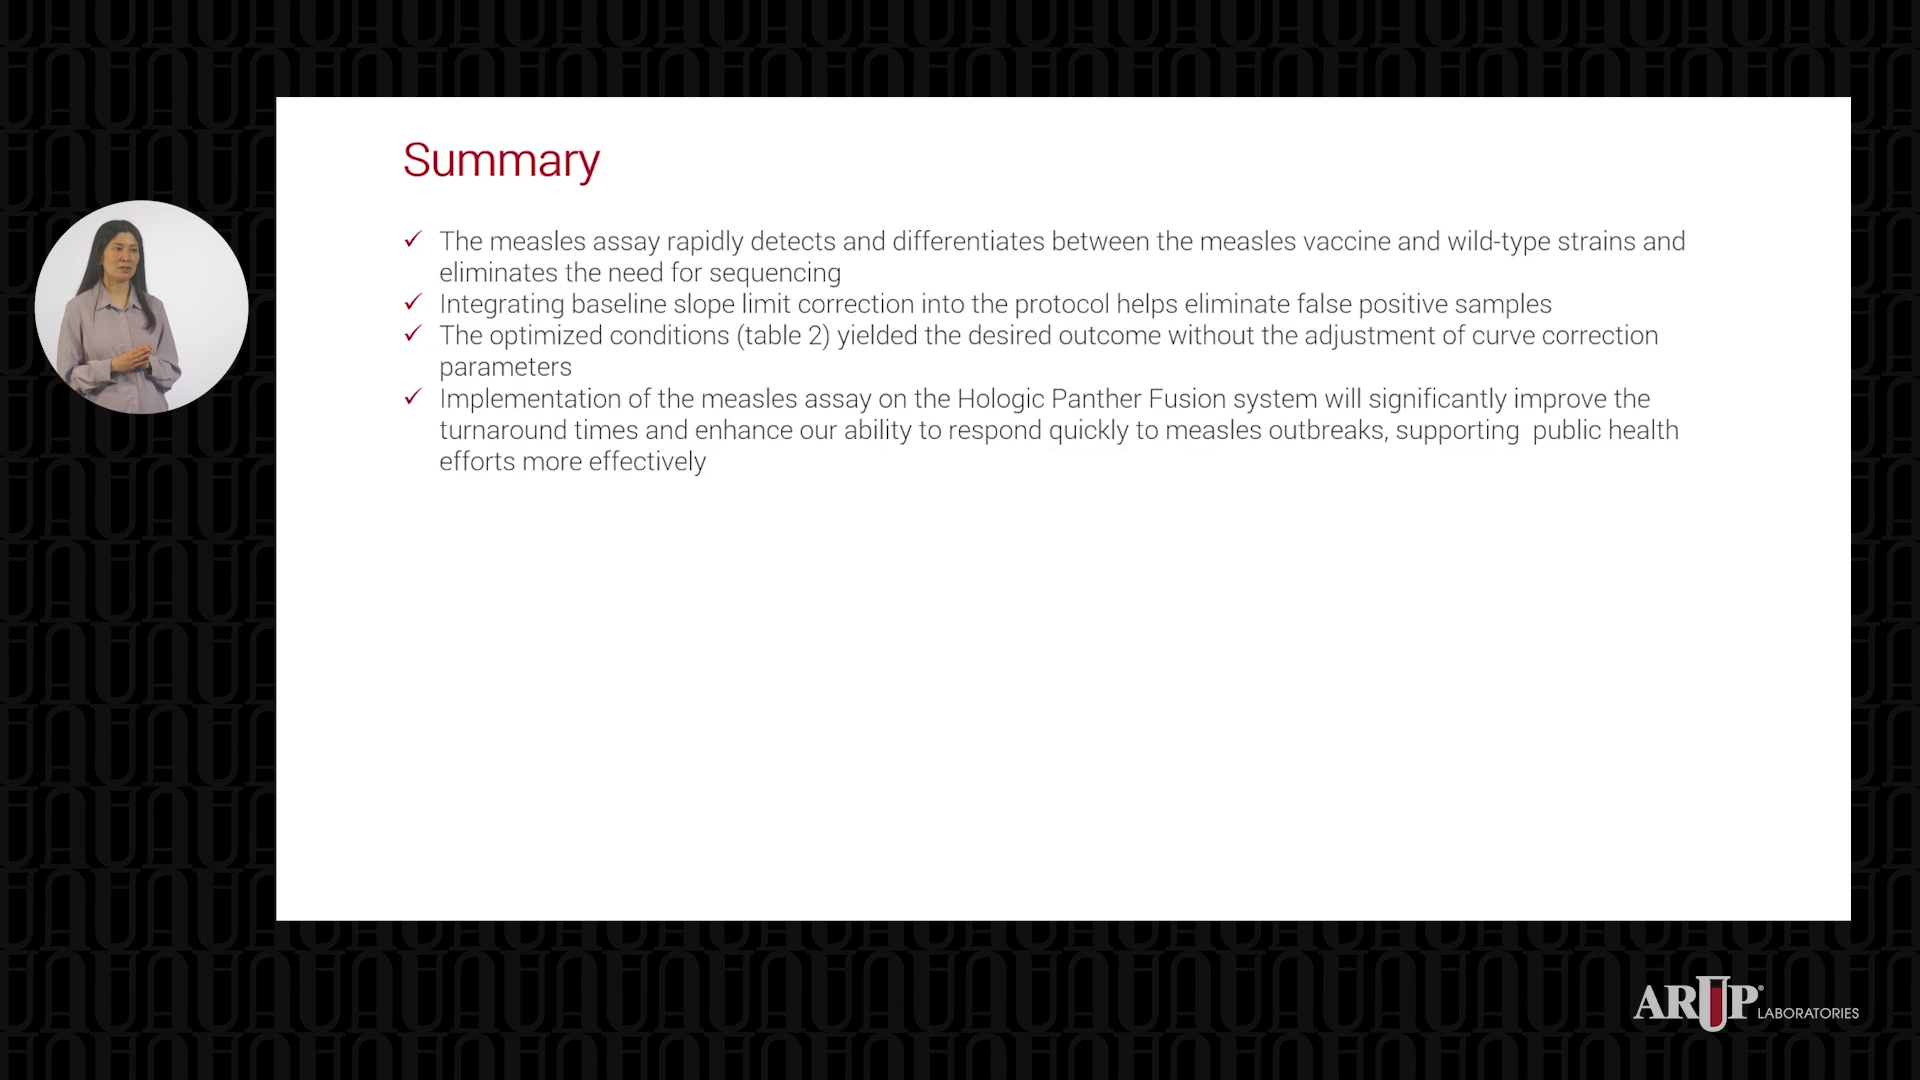 Summary
✓ The measles assay rapidly detects and differentiates between the measles vaccine and wild-type strains and
eliminates the need for sequencing
✓ Integrating baseline slope limit correction into the protocol helps eliminate false positive samples
✓ The optimized conditions (table 2) yielded the desired outcome without the adjustment of curve correction
parameters
✓ Implementation of the measles assay on the Hologic Panther Fusion system will significantly improve the
turnaround times and enhance our ability to respond quickly to measles outbreaks, supporting  public health
efforts more effectively
ARUP® LABORATORIES